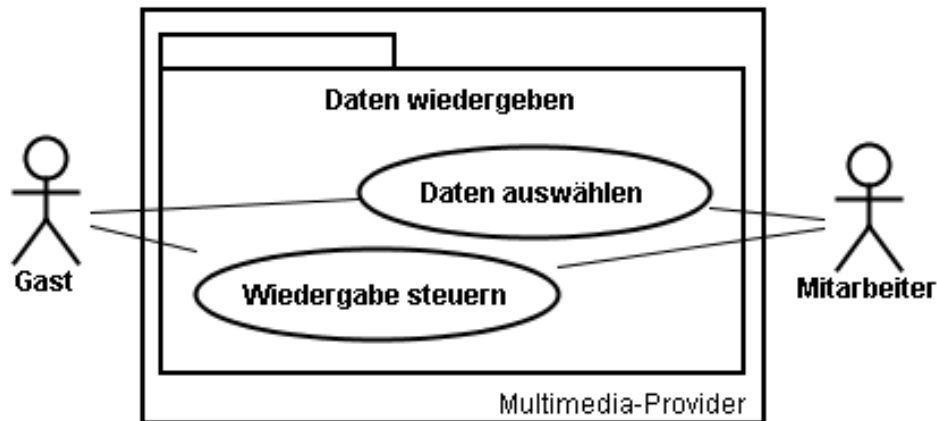 Daten wiedergeben
Daten auswählen
Wiedergabe steuern
Gast
Mitarbeiter
Multimedia-Provider